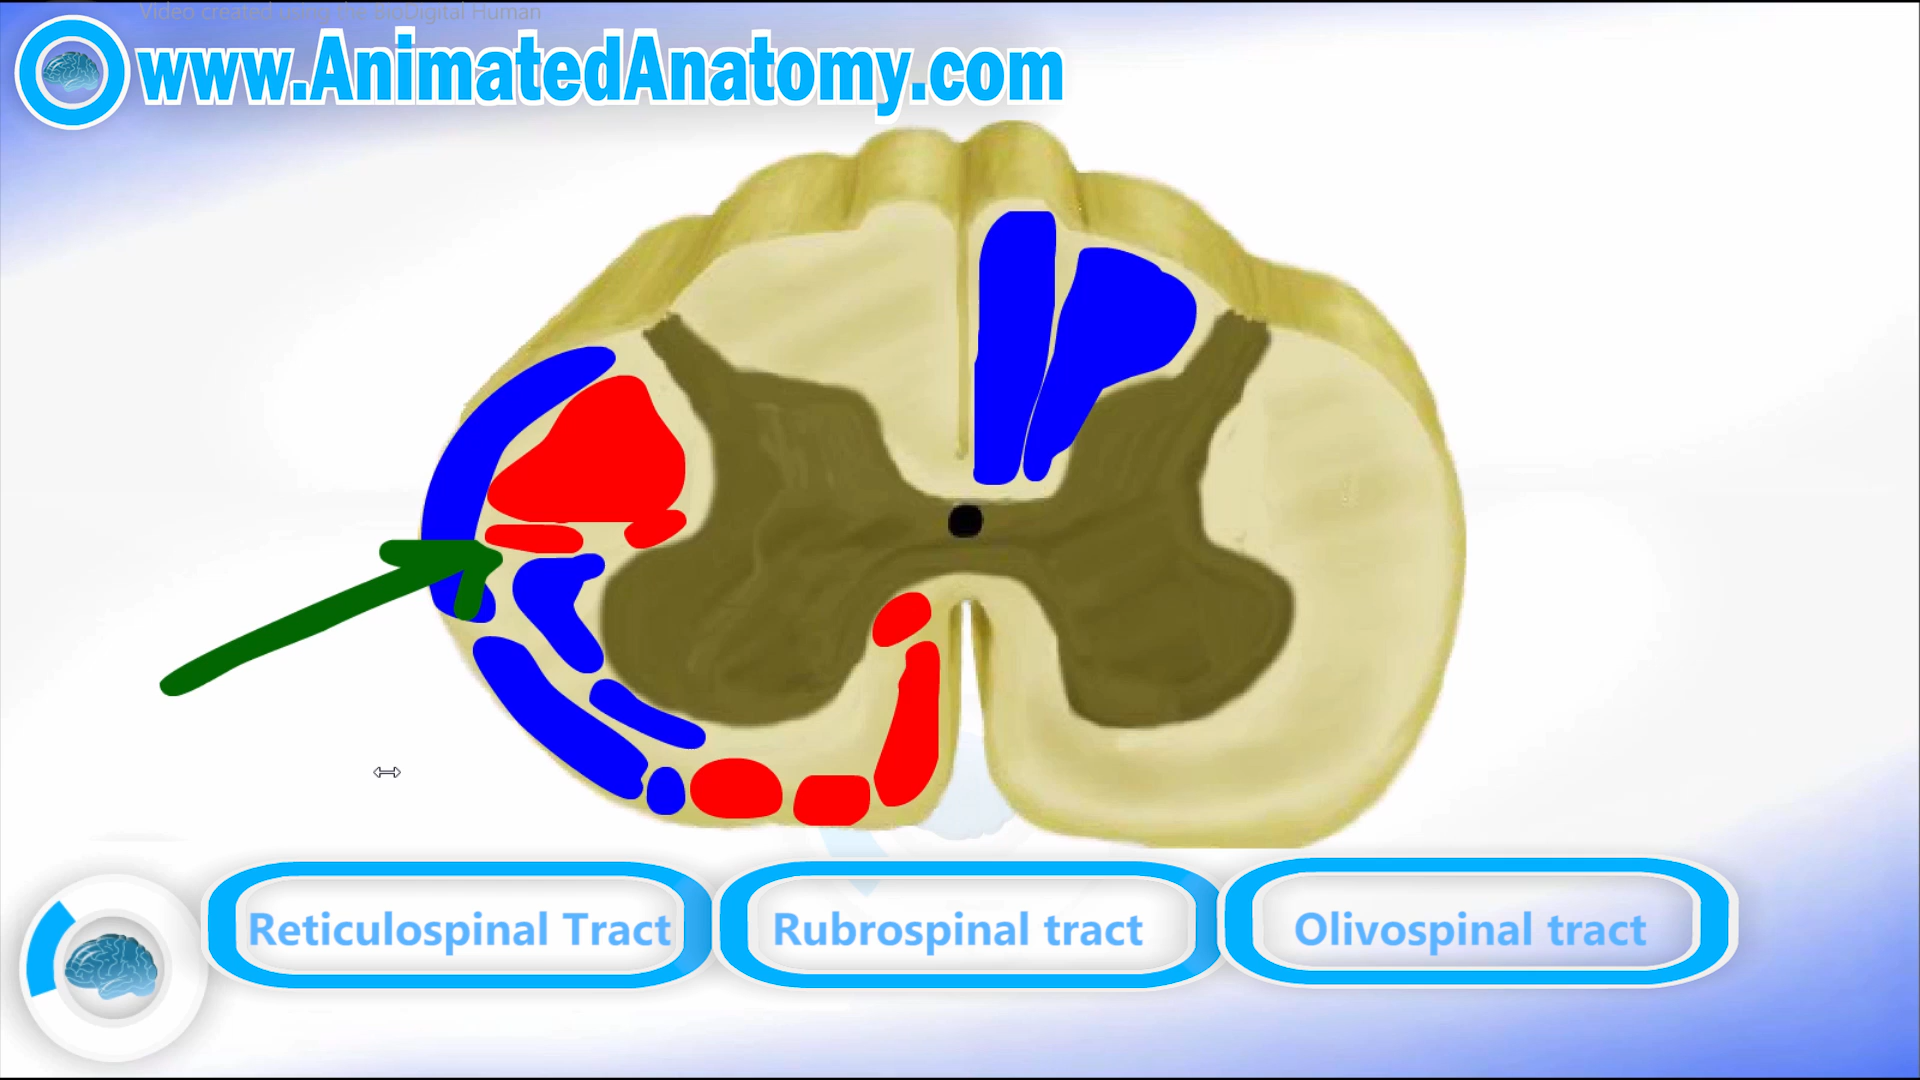 Video created using the BioDigital Human
www.AnimatedAnatomy.com
Reticulospinal Tract
Rubrospinal tract
Olivospinal tract